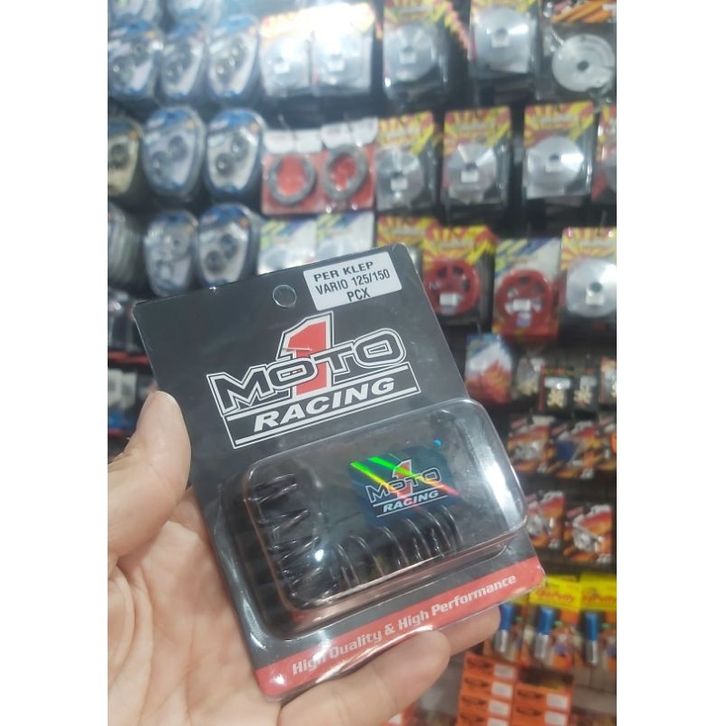 PER KLEP
VARIO 125/150
PCX
1
MOTO
RACING
1
MOTO
RACING
High Quality & High Performance